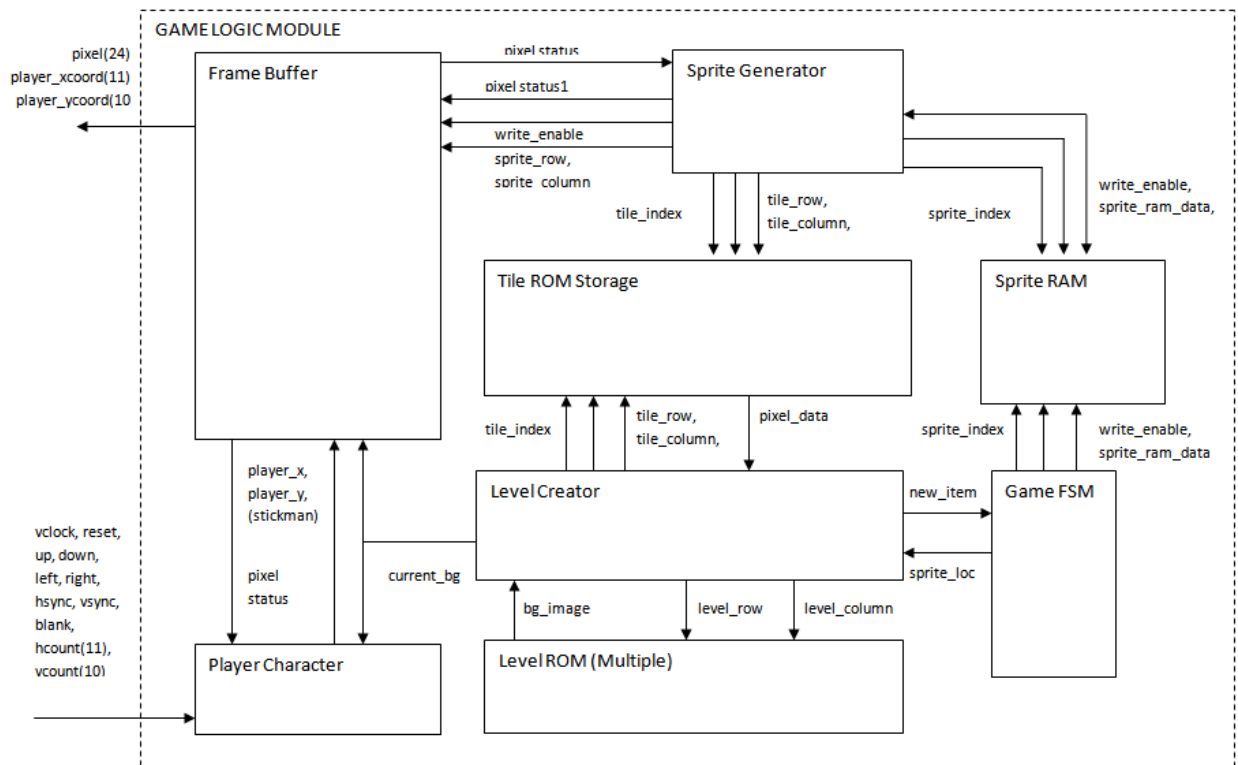 GAME LOGIC MODULE
pixel(24)
player_xcoord(11)
player_ycoord(10
Frame Buffer
pixel status
pixel status1
write_enable
sprite_row,
sprite_column
Sprite Generator
tile_index
tile_row,
tile_column,
sprite_index
write_enable,
sprite_ram_data,
Tile ROM Storage
Sprite RAM
tile_index
tile_row,
tile_column,
pixel_data
sprite_index
write_enable,
sprite_ram_data
player_x,
player_y,
(stickman)
pixel
status
current_bg
Level Creator
new_item
sprite_loc
Game FSM
vclock, reset,
up, down,
left, right,
hsync, vsync,
blank,
hcount(11),
vcount(10)
bg_image
level_row
level_column
Player Character
Level ROM (Multiple)